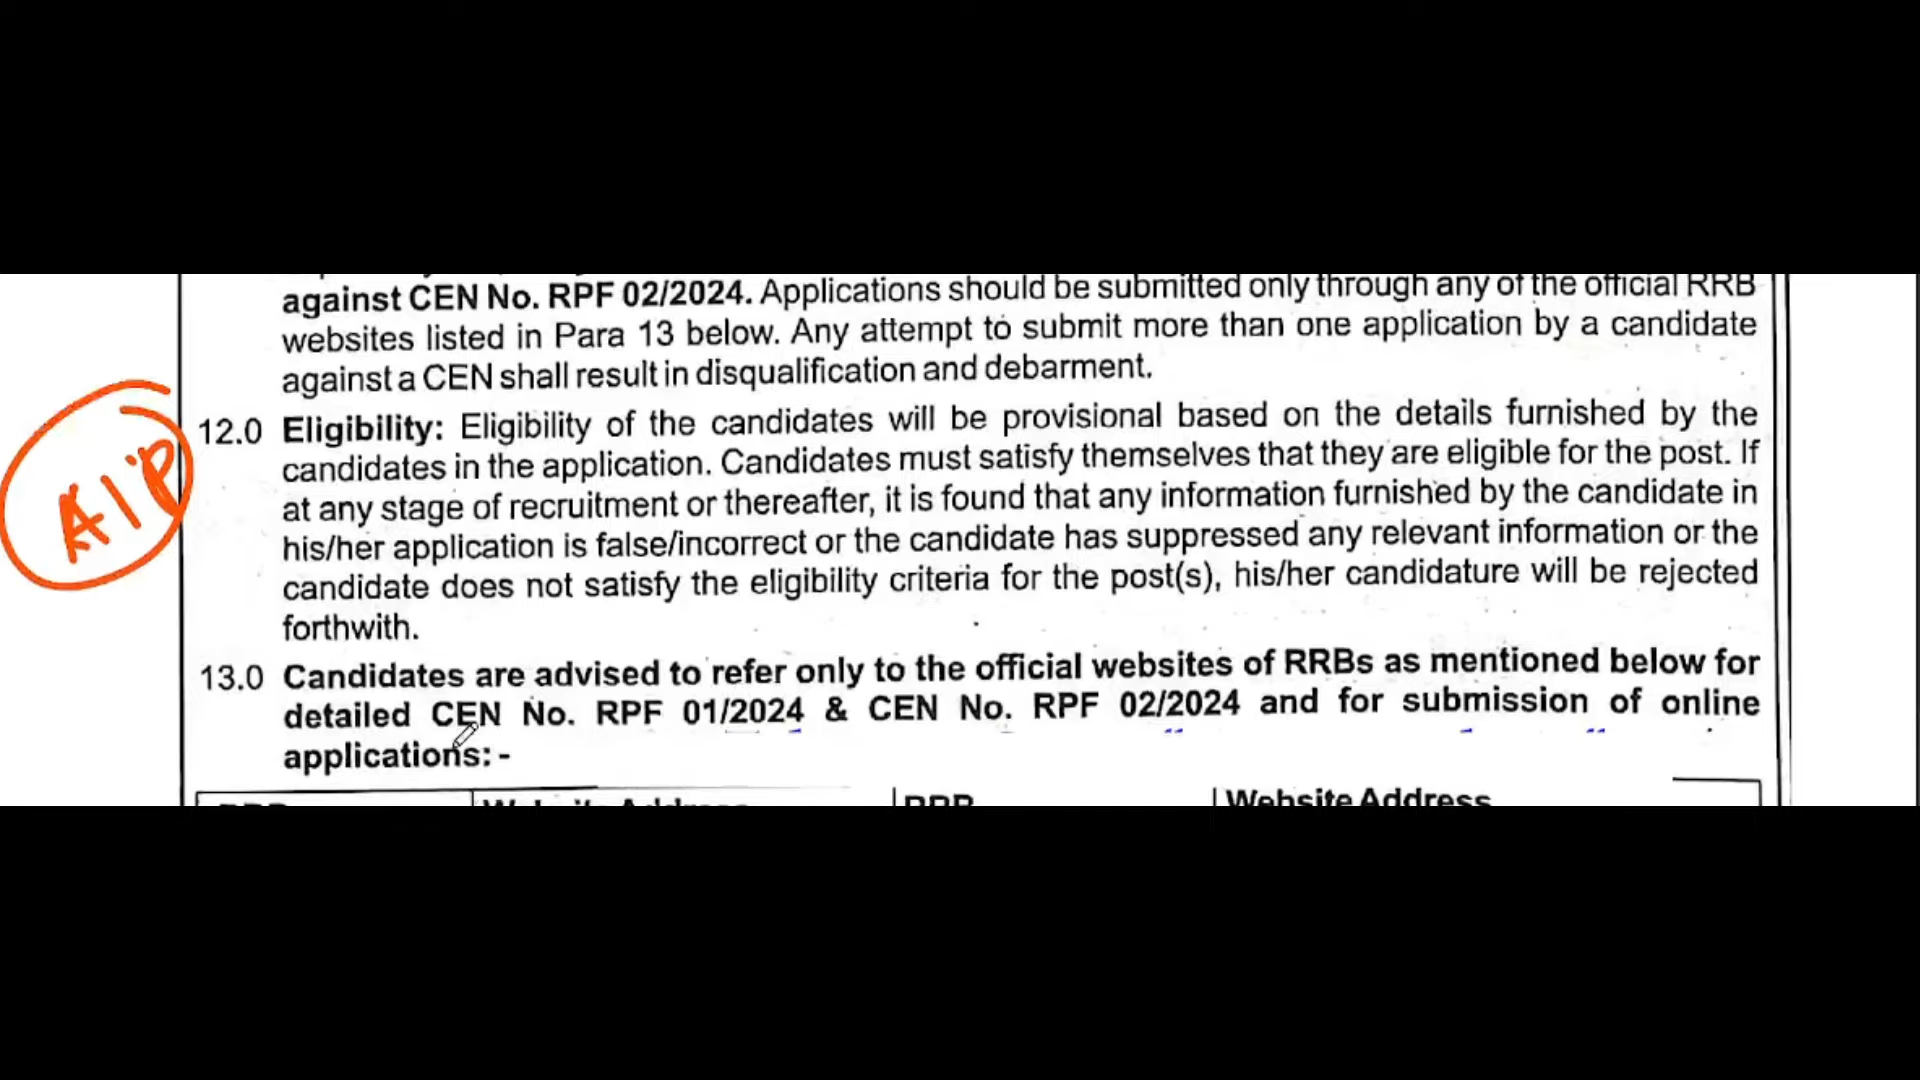 against CEN No. RPF 02/2024. Applications should be submitted only through any of the official RRB
websites listed in Para 13 below. Any attempt to submit more than one application by a candidate
against a CEN shall result in disqualification and debarment.
12.0 Eligibility: Eligibility of the candidates will be provisional based on the details furnished by the
candidates in the application. Candidates must satisfy themselves that they are eligible for the post. If
at any stage of recruitment or thereafter, it is found that any information furnished by the candidate in
his/her application is false/incorrect or the candidate has suppressed any relevant information or the
candidate does not satisfy the eligibility criteria for the post(s), his/her candidature will be rejected
forthwith.
13.0 Candidates are advised to refer only to the official websites of RRBs as mentioned below for
detailed CEN No. RPF 01/2024 & CEN No. RPF 02/2024 and for submission of online
applications: -
Website Address